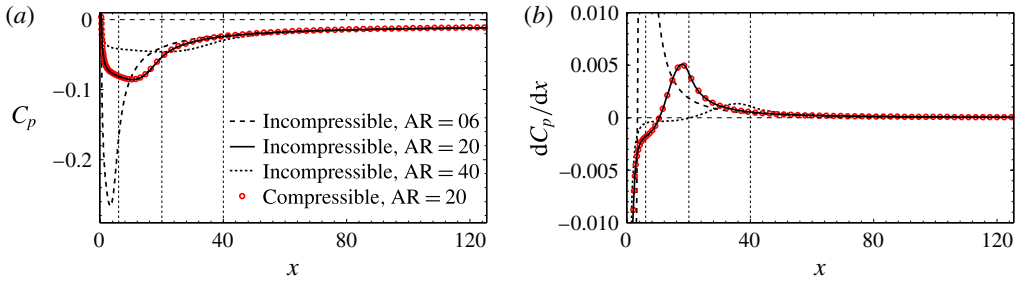 (a)
0
−0.1
−0.2
C_p
Incompressible, AR = 06
Incompressible, AR = 20
Incompressible, AR = 40
Compressible, AR = 20
0
40
80
120
x
(b)
0.010
0.005
0
−0.005
−0.010
dC_p/dx
0
40
80
120
x